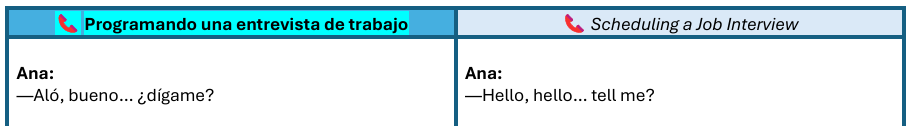 📞 Programando una entrevista de trabajo
📞 Scheduling a Job Interview
Ana:
—Aló, bueno... ¿dígame?
Ana:
—Hello, hello... tell me?